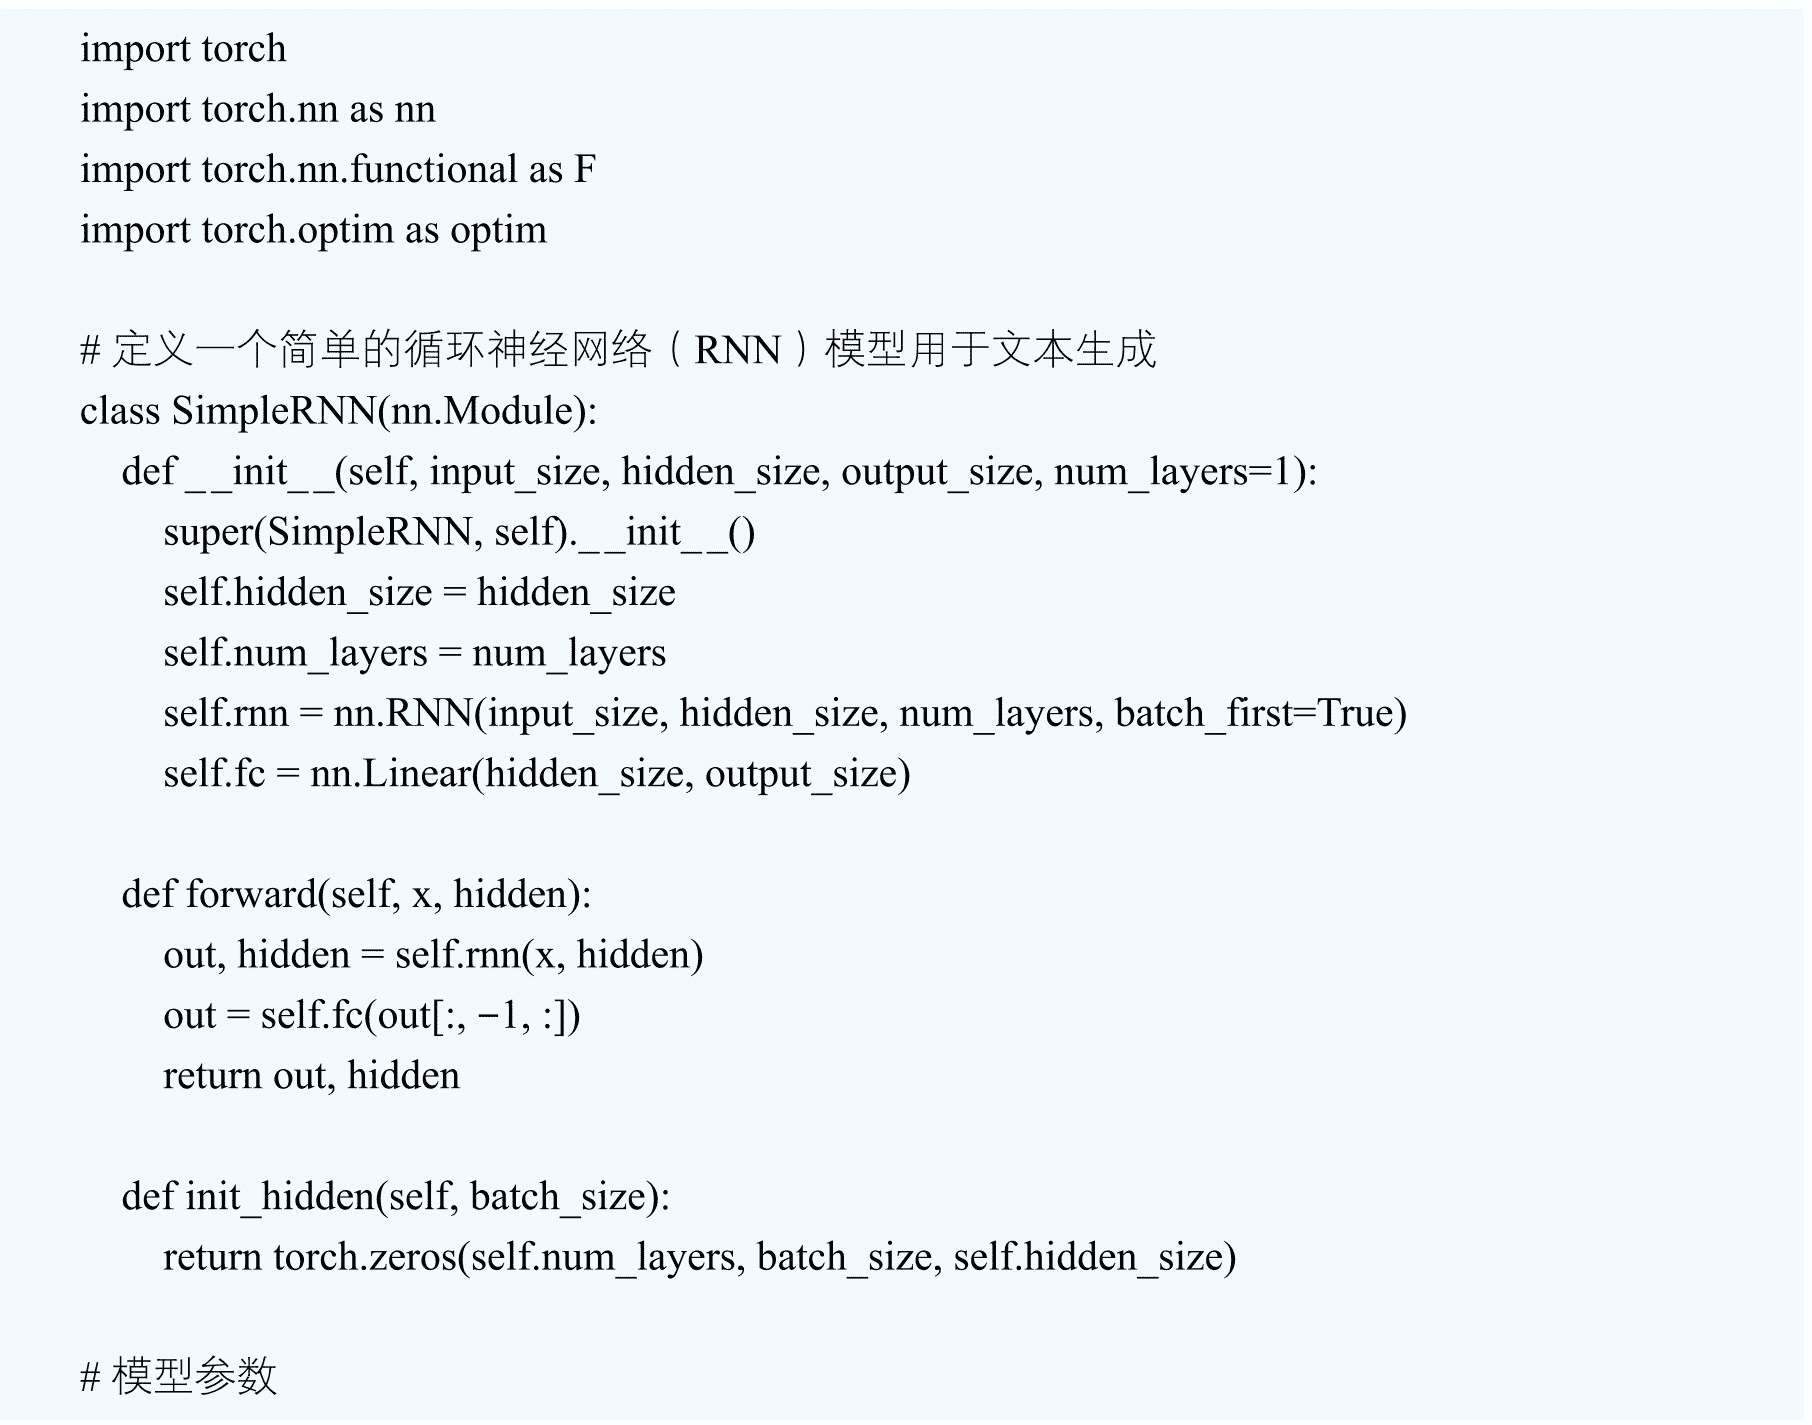 import torch
import torch.nn as nn
import torch.nn.functional as F
import torch.optim as optim
# 定义一个简单的循环神经网络（RNN）模型用于文本生成
class SimpleRNN(nn.Module):
    def __init__(self, input_size, hidden_size, output_size, num_layers=1):
        super(SimpleRNN, self).__init__()
        self.hidden_size = hidden_size
        self.num_layers = num_layers
        self.rnn = nn.RNN(input_size, hidden_size, num_layers, batch_first=True)
        self.fc = nn.Linear(hidden_size, output_size)
    def forward(self, x, hidden):
        out, hidden = self.rnn(x, hidden)
        out = self.fc(out[:, −1, :])
        return out, hidden
    def init_hidden(self, batch_size):
        return torch.zeros(self.num_layers, batch_size, self.hidden_size)
# 模型参数